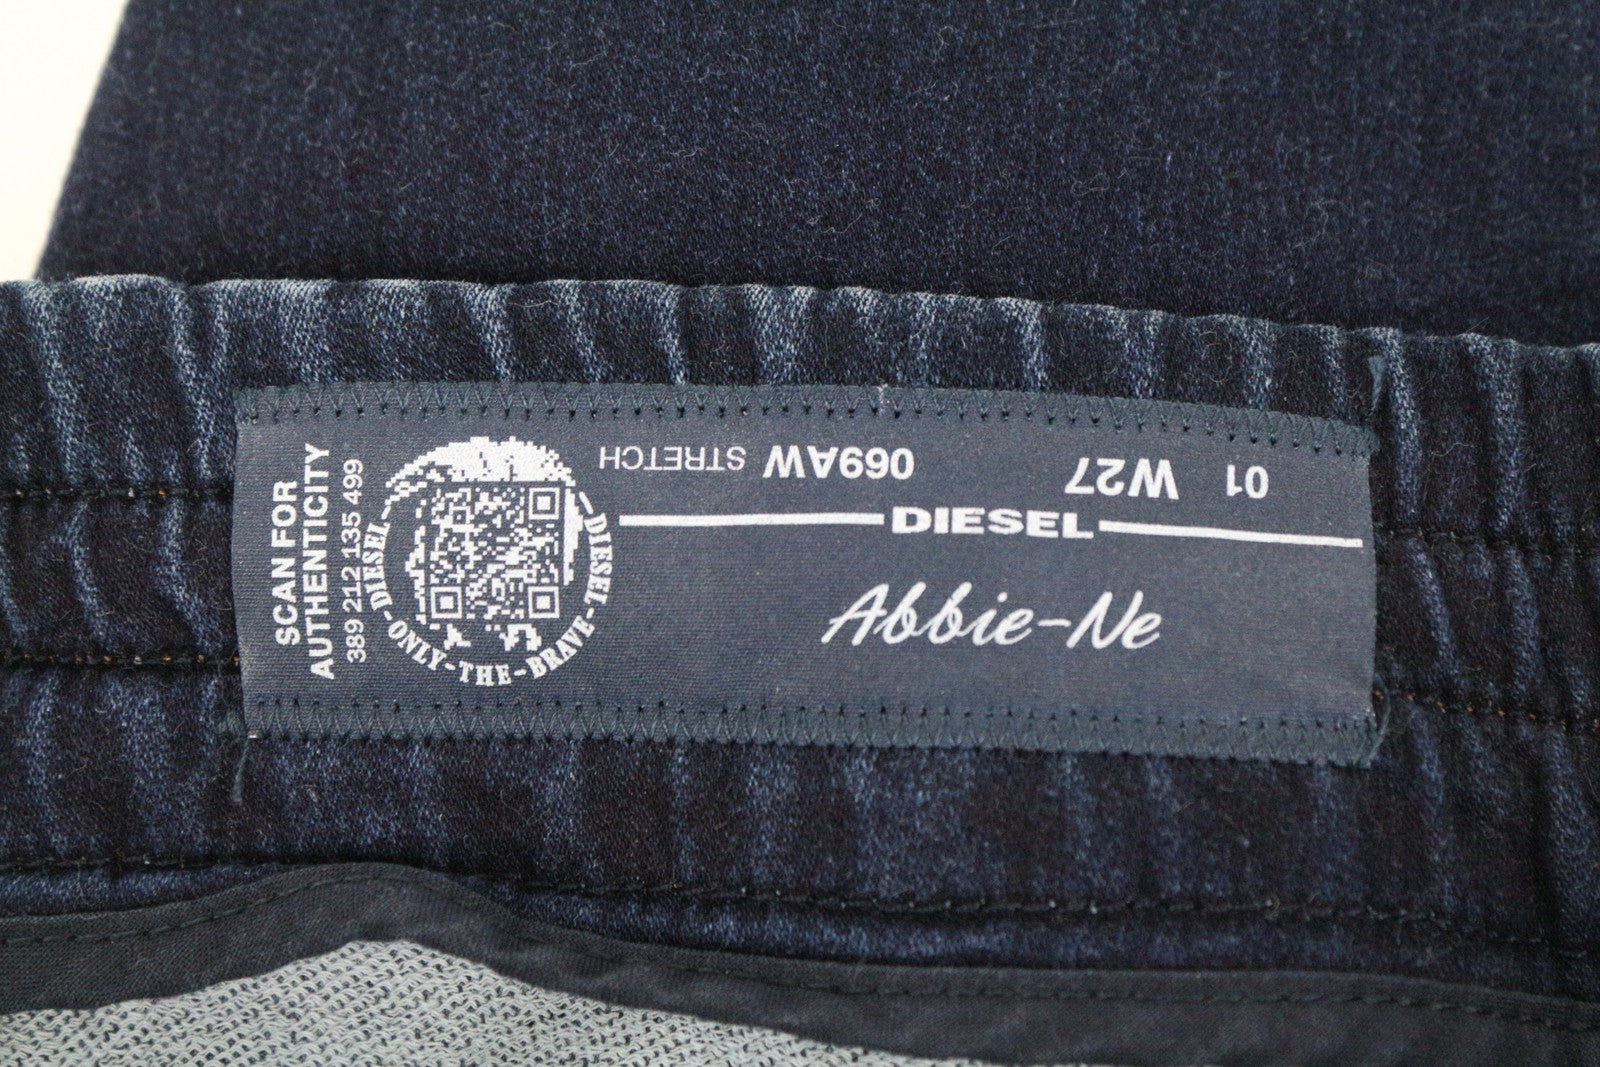 SCAN FOR
AUTHENTICITY
389 212 135 499
DIESEL-ONLY-THE-BRAVE-DIESEL
01 W27 069AW STRETCH
DIESEL
Abbie-Ne